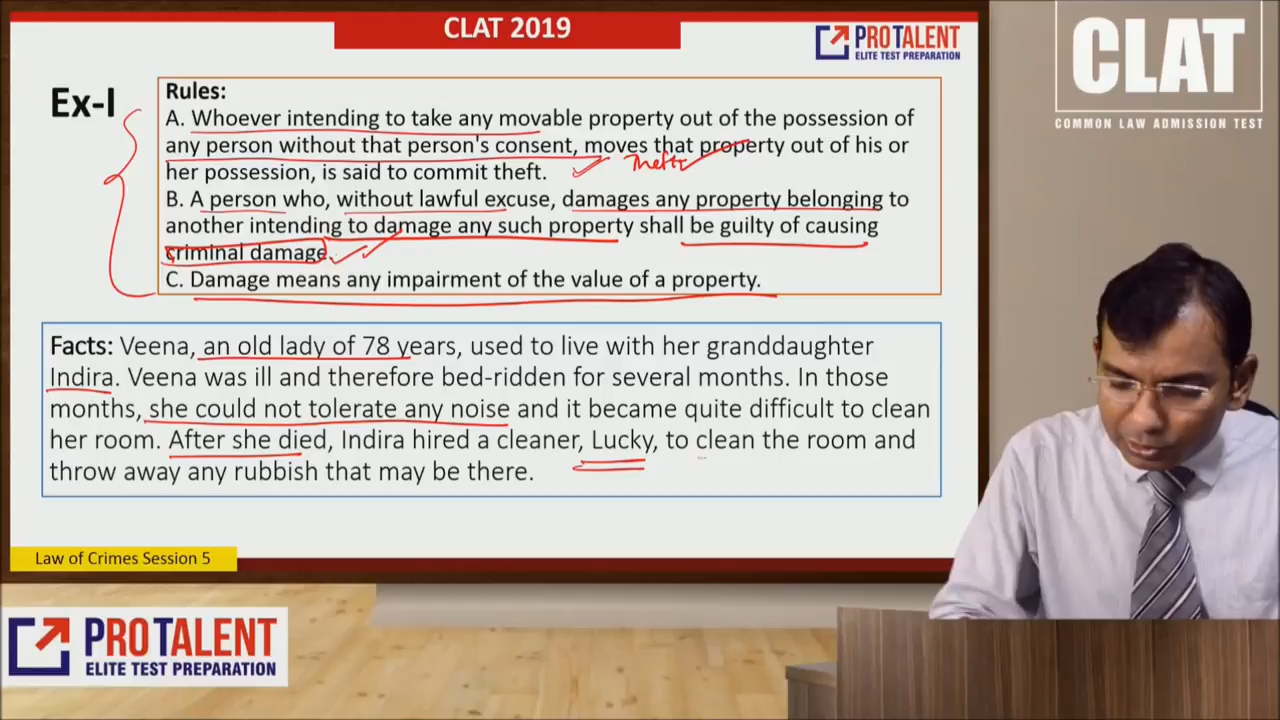 CLAT 2019
PROTALENT
ELITE TEST PREPARATION
CLAT
COMMON LAW ADMISSION TEST
Ex-I
Rules:
A. Whoever intending to take any movable property out of the possession of
any person without that person's consent, moves that property out of his or
Theft
her possession, is said to commit theft.
B. A person who, without lawful excuse, damages any property belonging to
another intending to damage any such property shall be guilty of causing
criminal damage.
C. Damage means any impairment of the value of a property.
Facts: Veena, an old lady of 78 years, used to live with her granddaughter
Indira. Veena was ill and therefore bed-ridden for several months. In those
months, she could not tolerate any noise and it became quite difficult to clean
her room. After she died, Indira hired a cleaner, Lucky, to clean the room and
throw away any rubbish that may be there.
Law of Crimes Session 5
PROTALENT
ELITE TEST PREPARATION